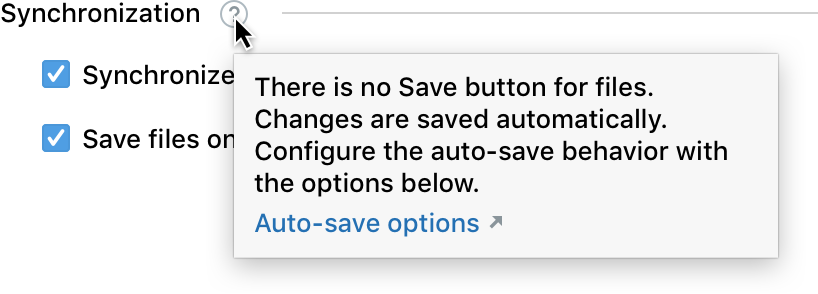 Synchronization ?
Synchronize
Save files on
There is no Save button for files.
Changes are saved automatically.
Configure the auto-save behavior with
the options below.
Auto-save options ↗